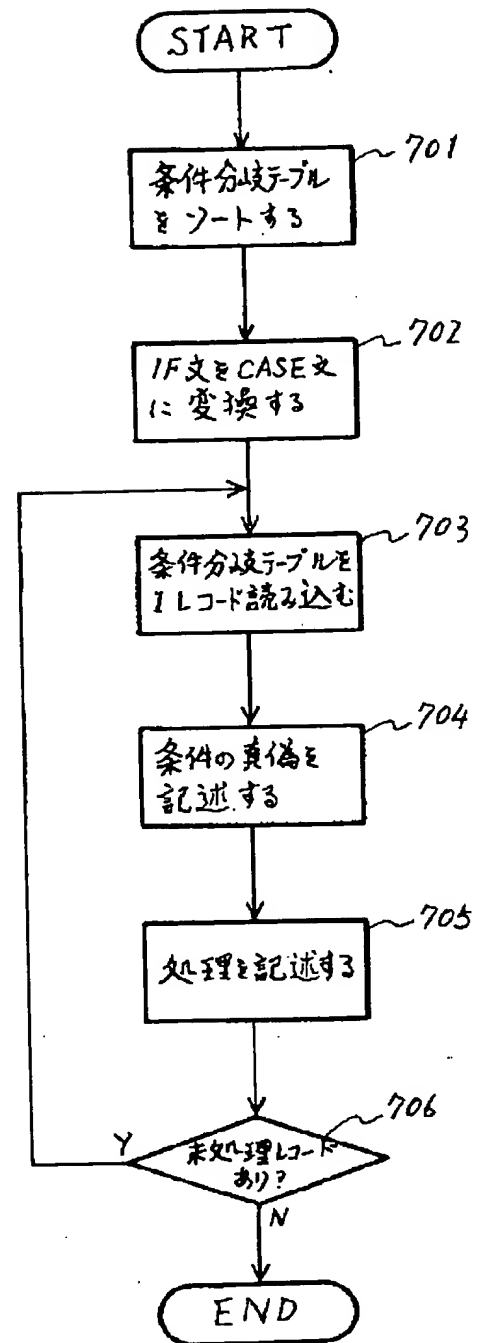 START
701
条件分岐テーブル
をソートする
702
IF文をCASE文
に変換する
703
条件分岐テーブルを
1レコード読み込む
704
条件の真偽を
記述する
705
処理を記述する
706
Y
未処理レコード
あり?
N
END